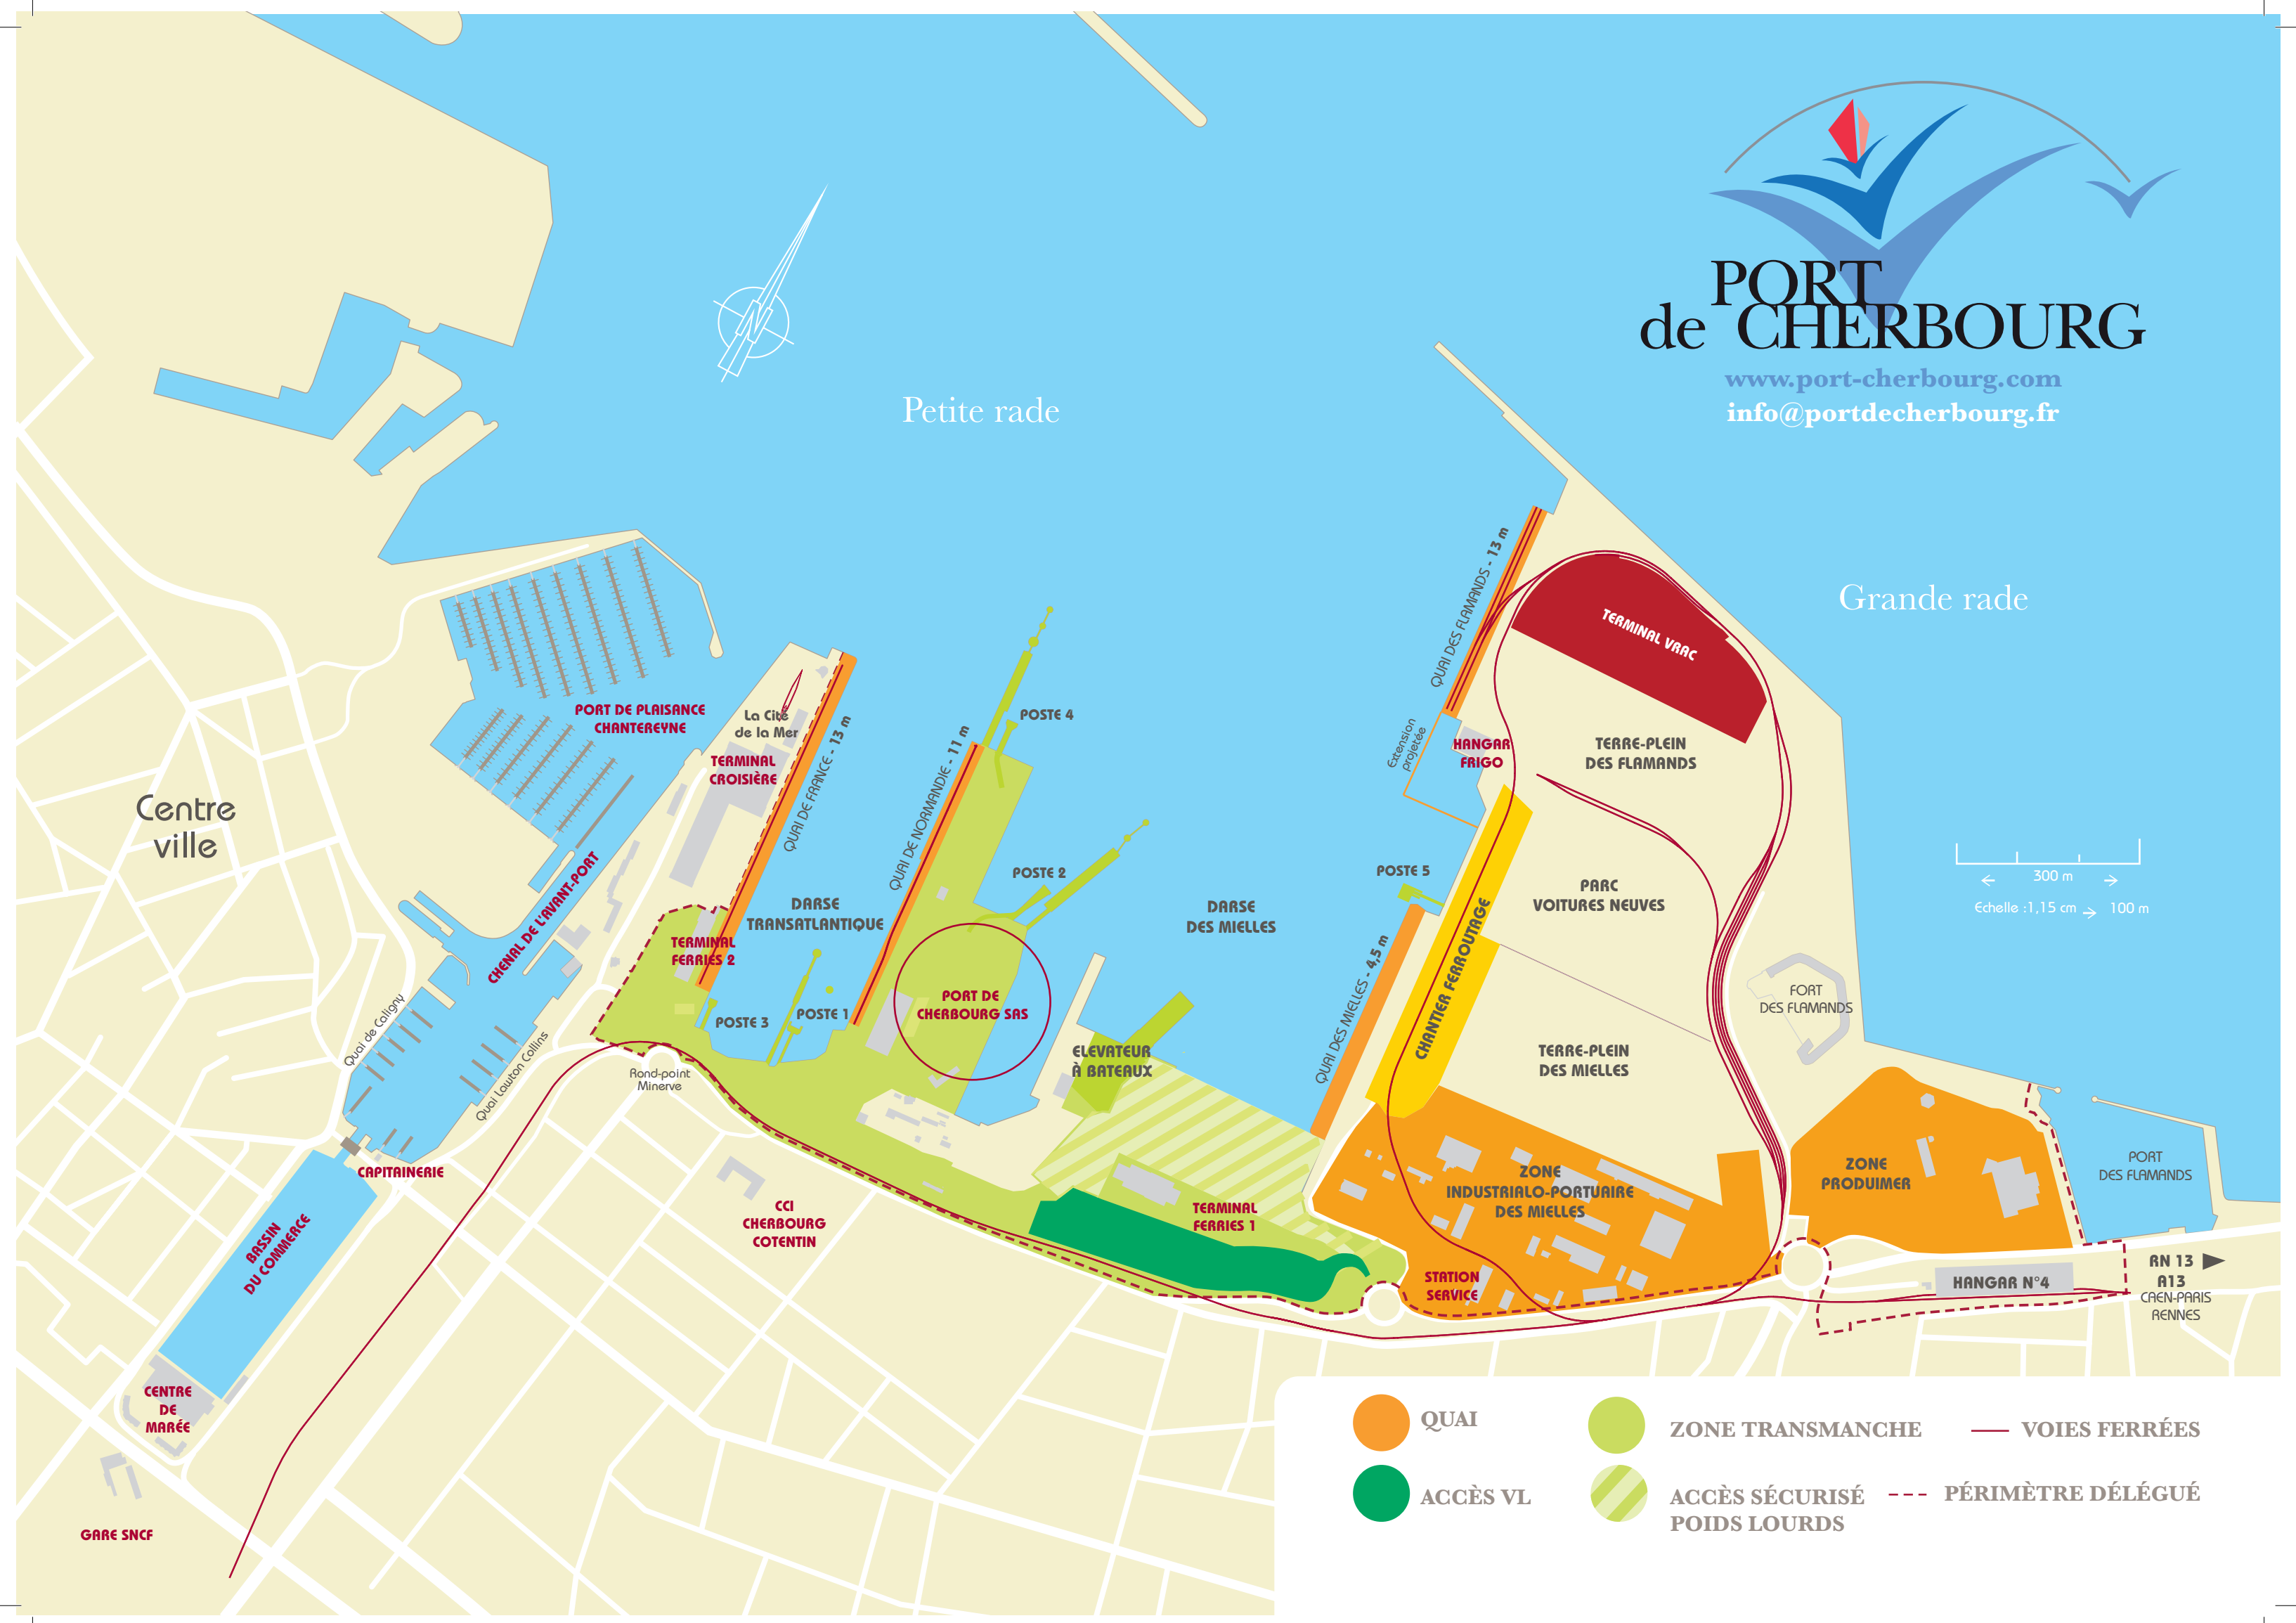 PORT
de CHERBOURG
www.port-cherbourg.com
info@portdecherbourg.fr
Petite rade
Grande rade
QUAI DES FLAMANDS - 13 m
TERMINAL VRAC
PORT DE PLAISANCE
CHANTEREYNE
La Cité
de la Mer
TERMINAL
CROISIÈRE
QUAI DE FRANCE - 13 m
QUAI DE NORMANDIE - 11 m
POSTE 4
Extension
projetée
HANGAR
FRIGO
TERRE-PLEIN
DES FLAMANDS
Centre
ville
CHENAL DE L'AVANT-PORT
POSTE 2
POSTE 5
PARC
VOITURES NEUVES
300 m
Echelle :1,15 cm
100 m
DARSE
TRANSATLANTIQUE
DARSE
DES MIELLES
TERMINAL
FERRIES 2
QUAI DES MIELLES - 4,5 m
CHANTIER FERROUTAGE
PORT DE
CHERBOURG SAS
POSTE 3
POSTE 1
FORT
DES FLAMANDS
Quai de Caligny
Quai Lawton Collins
Rond-point
Minerve
ELEVATEUR
À BATEAUX
TERRE-PLEIN
DES MIELLES
CAPITAINERIE
BASSIN
DU COMMERCE
CCI
CHERBOURG
COTENTIN
TERMINAL
FERRIES 1
ZONE
INDUSTRIALO-PORTUAIRE
DES MIELLES
ZONE
PRODUIMER
PORT
DES FLAMANDS
STATION
SERVICE
HANGAR N°4
RN 13
A13
CAEN-PARIS
RENNES
CENTRE
DE
MARÉE
GARE SNCF
QUAI
ZONE TRANSMANCHE
VOIES FERRÉES
ACCÈS VL
ACCÈS SÉCURISÉ
POIDS LOURDS
PÉRIMÈTRE DÉLÉGUÉ